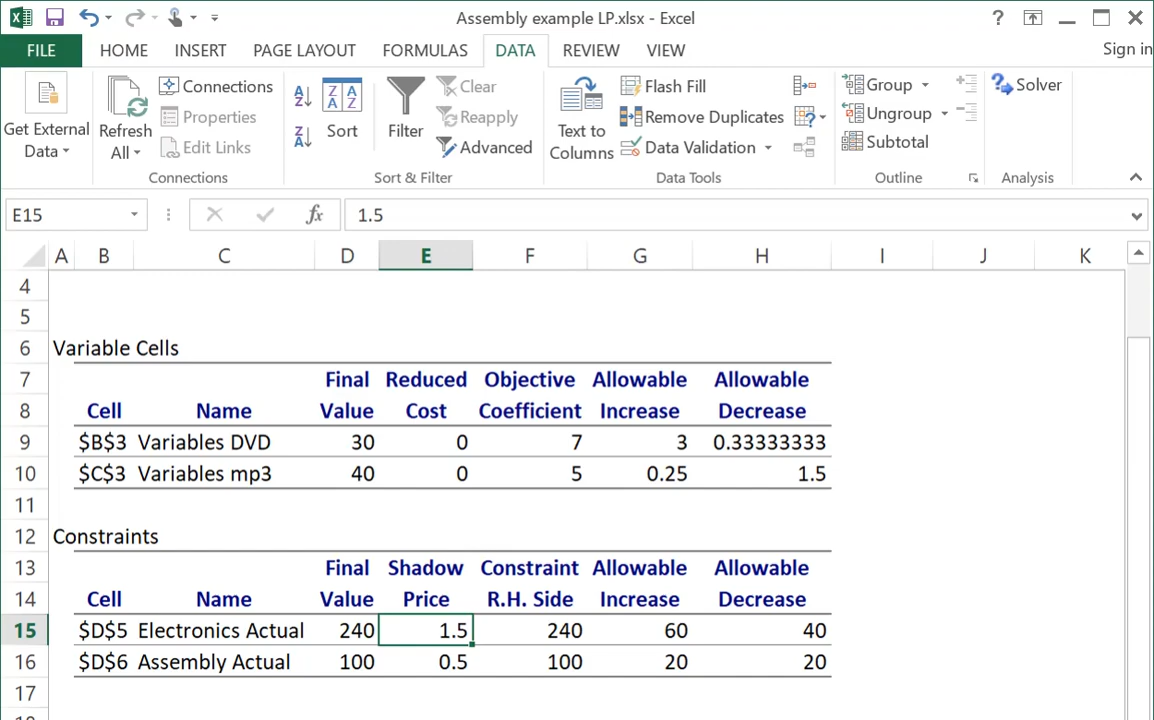 Assembly example LP.xlsx - Excel
FILE HOME INSERT PAGE LAYOUT FORMULAS DATA REVIEW VIEW Sign in
Get External Data
Refresh All
Connections
Properties
Edit Links
Connections
Sort
Filter
Clear
Reapply
Advanced
Sort & Filter
Text to Columns
Flash Fill
Remove Duplicates
Data Validation
Data Tools
Group
Ungroup
Subtotal
Outline
Solver
Analysis
E15 fx 1.5
A B C D E F G H I J K
4
5
6 Variable Cells
7 Final Reduced Objective Allowable Allowable
8 Cell Name Value Cost Coefficient Increase Decrease
9 $B$3 Variables DVD 30 0 7 3 0.33333333
10 $C$3 Variables mp3 40 0 5 0.25 1.5
11
12 Constraints
13 Final Shadow Constraint Allowable Allowable
14 Cell Name Value Price R.H. Side Increase Decrease
15 $D$5 Electronics Actual 240 1.5 240 60 40
16 $D$6 Assembly Actual 100 0.5 100 20 20
17